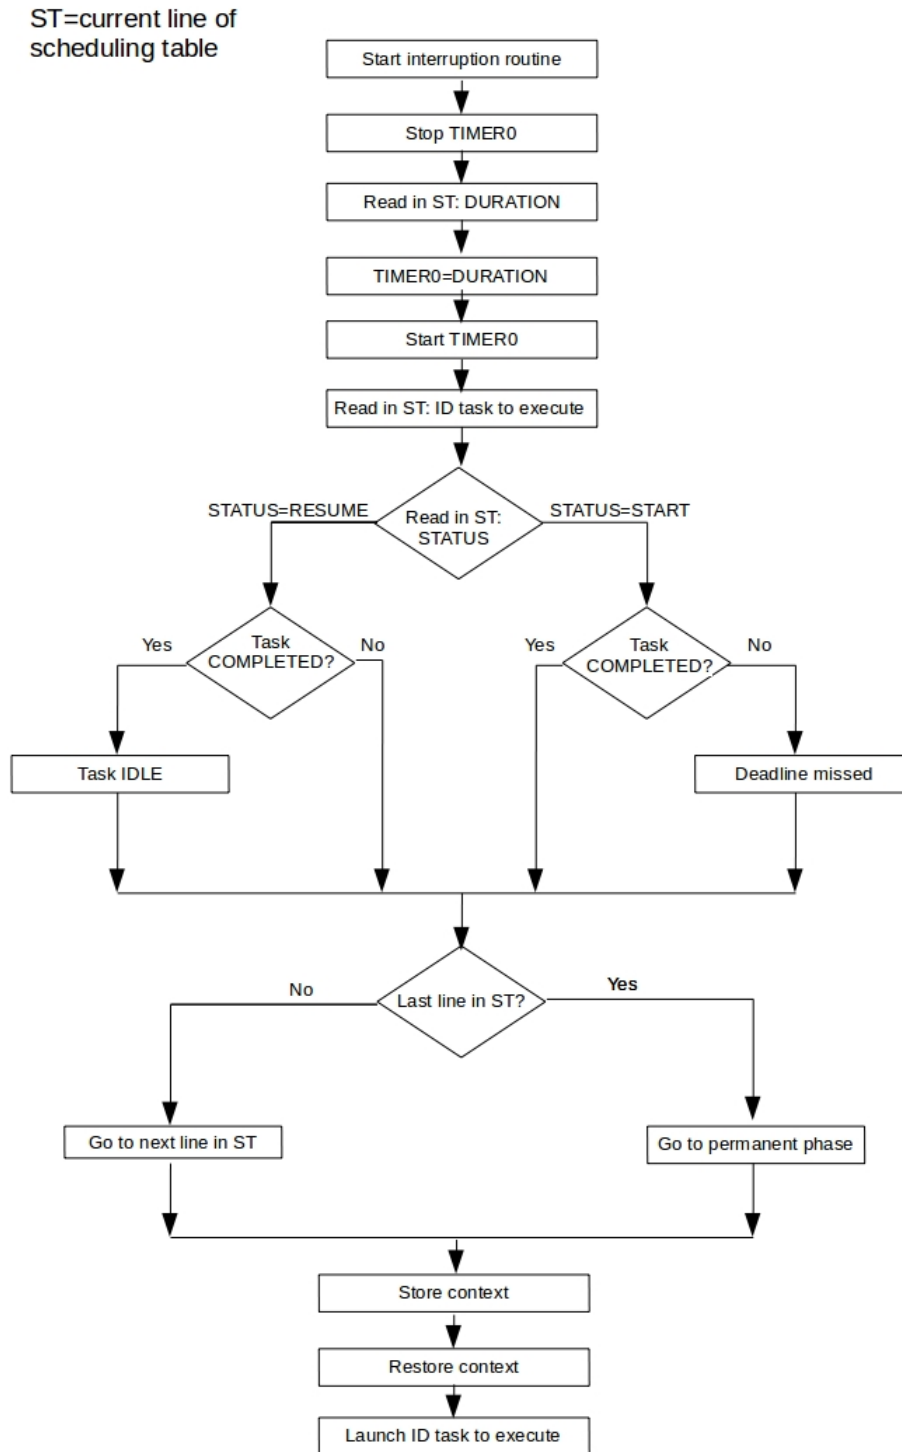 ST=current line of
scheduling table
Start interruption routine
Stop TIMER0
Read in ST: DURATION
TIMER0=DURATION
Start TIMER0
Read in ST: ID task to execute
STATUS=RESUME
Read in ST:
STATUS
STATUS=START
Yes
Task
COMPLETED?
No
Yes
Task
COMPLETED?
No
Task IDLE
Deadline missed
No
Last line in ST?
Yes
Go to next line in ST
Go to permanent phase
Store context
Restore context
Launch ID task to execute